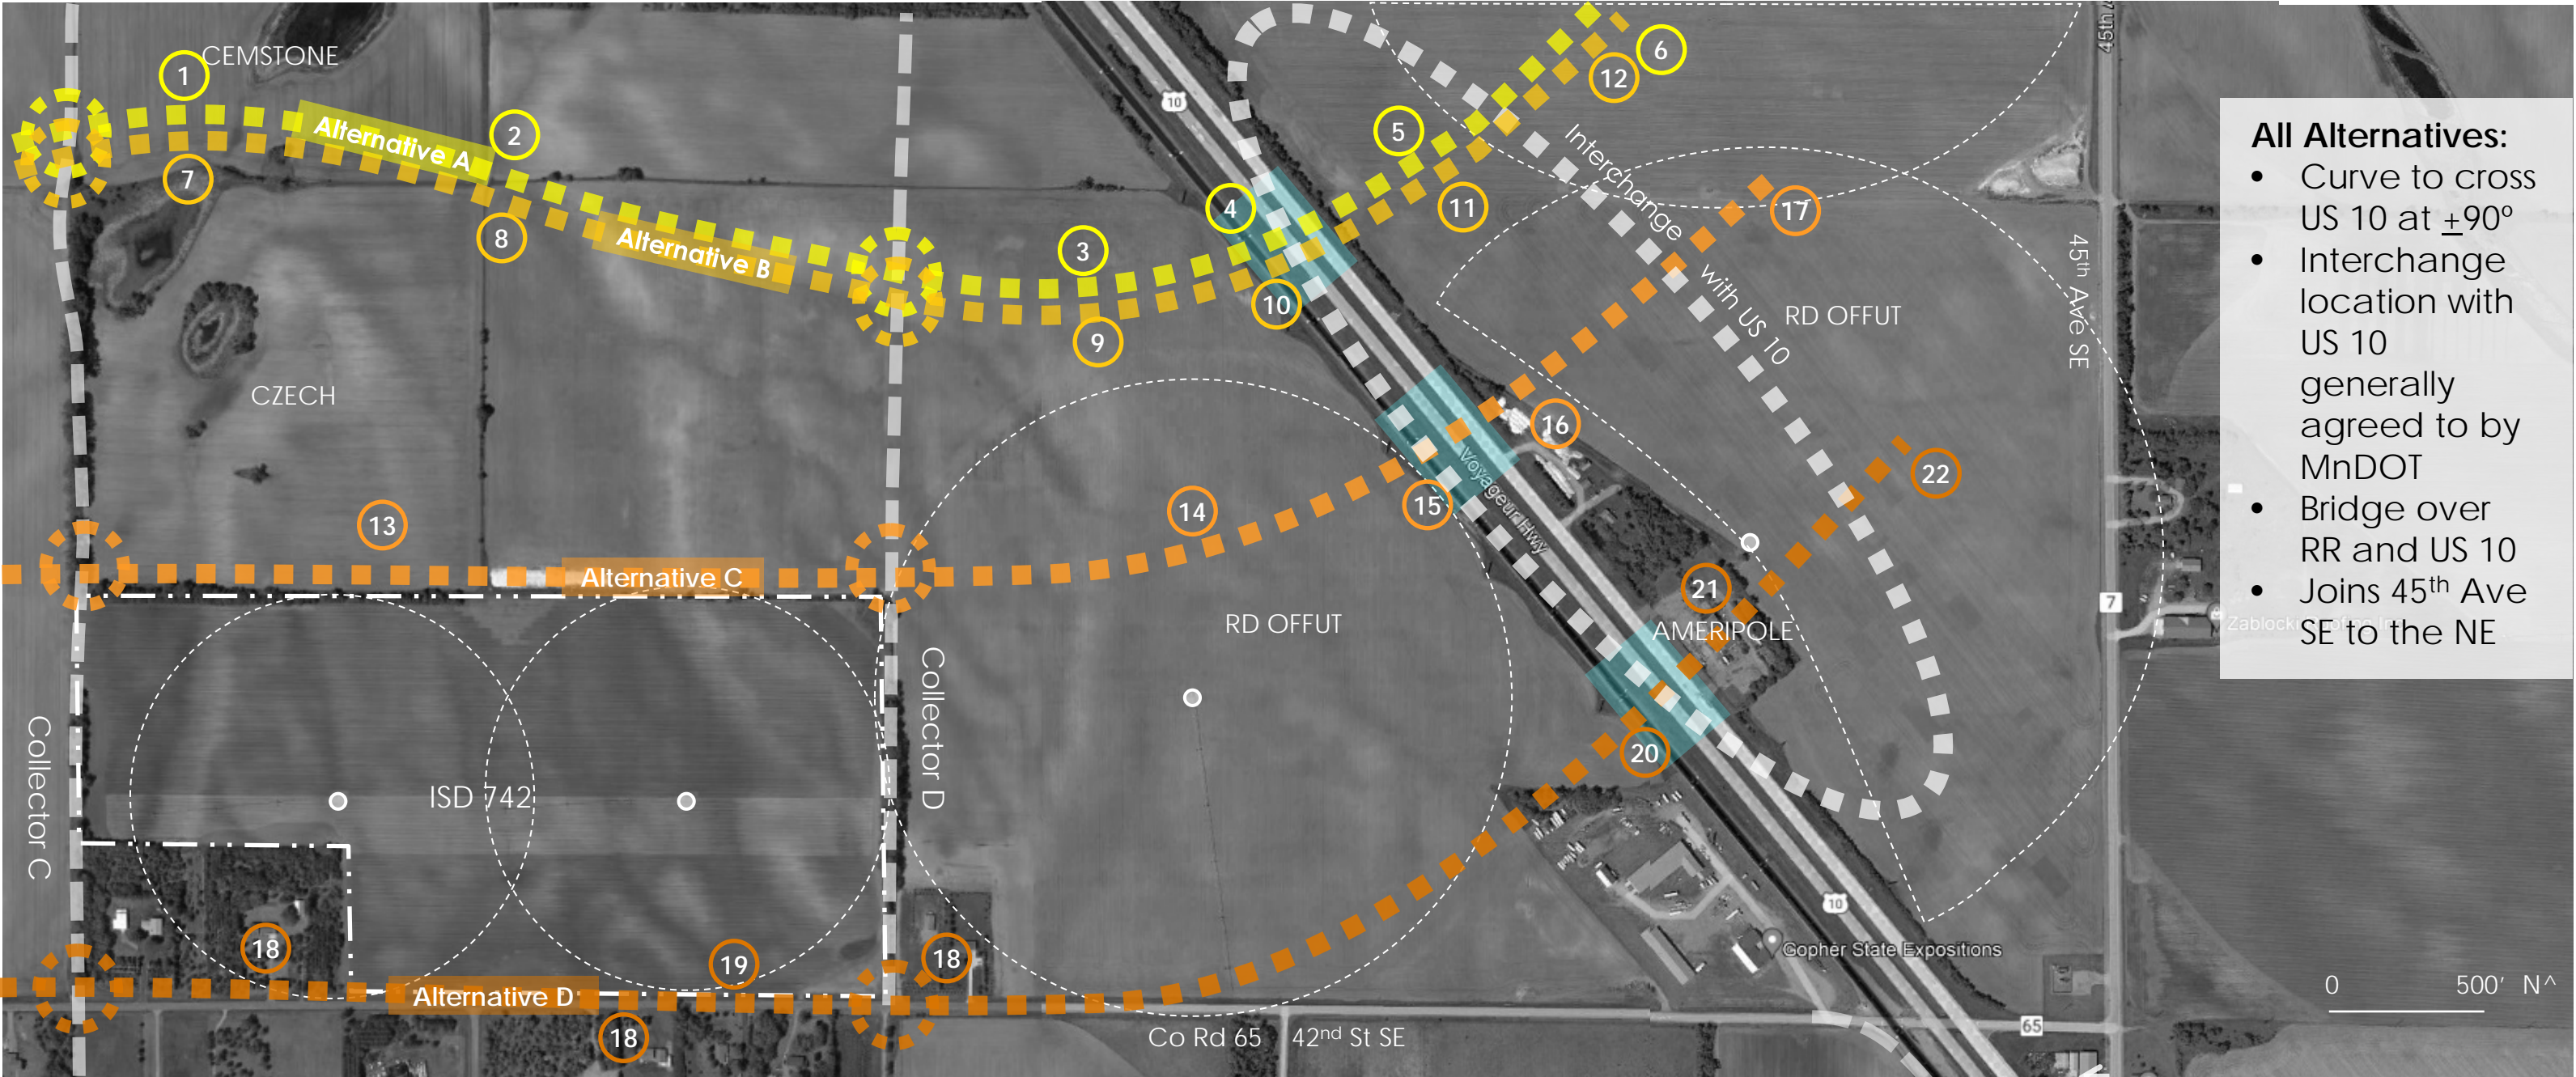 CEMSTONE
1
2
Alternative A
7
8
Alternative B
3
9
4
10
5
11
6
12
10
45th A
Interchange
with US 10
17
RD OFFUT
45th Ave SE
CZECH
13
14
15
16
Voyageur Hwy
22
21
AMERIPOLE
Alternative C
RD OFFUT
20
7
Collector C
Collector D
ISD 742
18
19
18
Alternative D
18
10
Gopher State Expositions
Co Rd 65
42nd St SE
65
0
500' N^
All Alternatives:
• Curve to cross
US 10 at ±90º
• Interchange
location with
US 10
generally
agreed to by
MnDOT
• Bridge over
RR and US 10
• Joins 45th Ave
SE to the NE